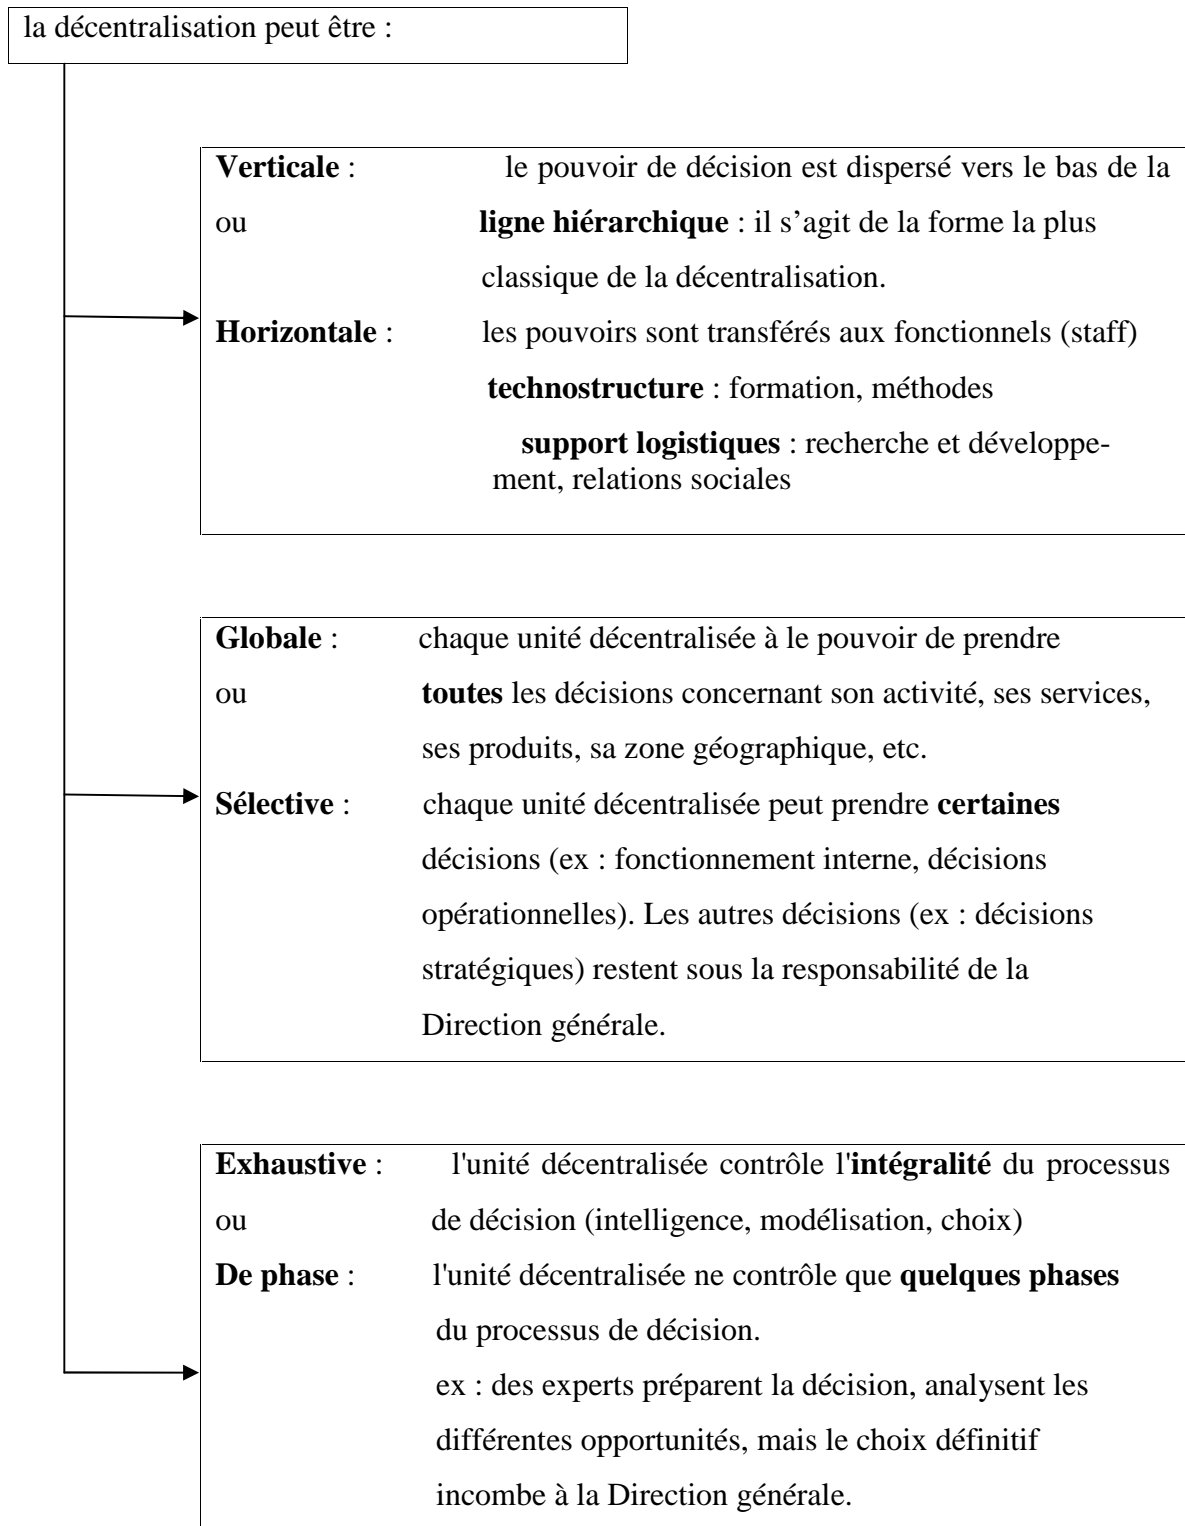 la décentralisation peut être :
Verticale : le pouvoir de décision est dispersé vers le bas de la
ou ligne hiérarchique : il s’agit de la forme la plus
classique de la décentralisation.
Horizontale : les pouvoirs sont transférés aux fonctionnels (staff)
technostructure : formation, méthodes
support logistiques : recherche et développe-
ment, relations sociales
Globale : chaque unité décentralisée à le pouvoir de prendre
ou toutes les décisions concernant son activité, ses services,
ses produits, sa zone géographique, etc.
Sélective : chaque unité décentralisée peut prendre certaines
décisions (ex : fonctionnement interne, décisions
opérationnelles). Les autres décisions (ex : décisions
stratégiques) restent sous la responsabilité de la
Direction générale.
Exhaustive : l'unité décentralisée contrôle l'intégralité du processus
ou de décision (intelligence, modélisation, choix)
De phase : l'unité décentralisée ne contrôle que quelques phases
du processus de décision.
ex : des experts préparent la décision, analysent les
différentes opportunités, mais le choix définitif
incombe à la Direction générale.